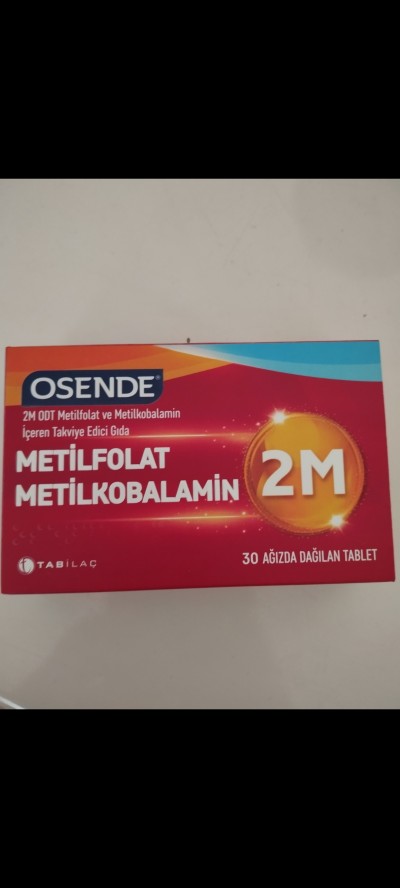 OSENDE®
2M ODT Metilfolat ve Metilkobalamin
İçeren Takviye Edici Gıda
METİLFOLAT
METİLKOBALAMİN
2M
30 AĞIZDA DAĞILAN TABLET
TABİLAÇ